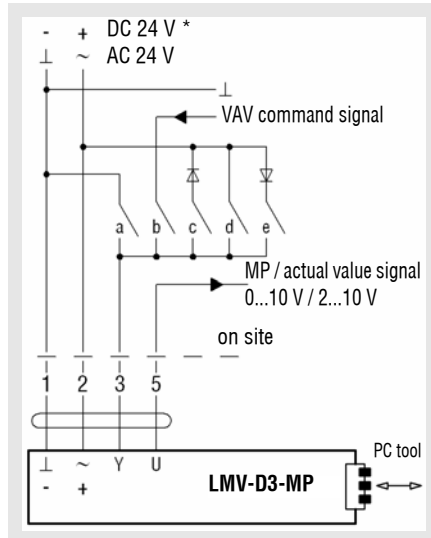 - + DC 24 V *
⊥ ~ AC 24 V
⊥
VAV command signal
a b c d e
MP / actual value signal
0...10 V / 2...10 V
on site
1 2 3 5
PC tool
⊥ ~ Y U
- +
LMV-D3-MP